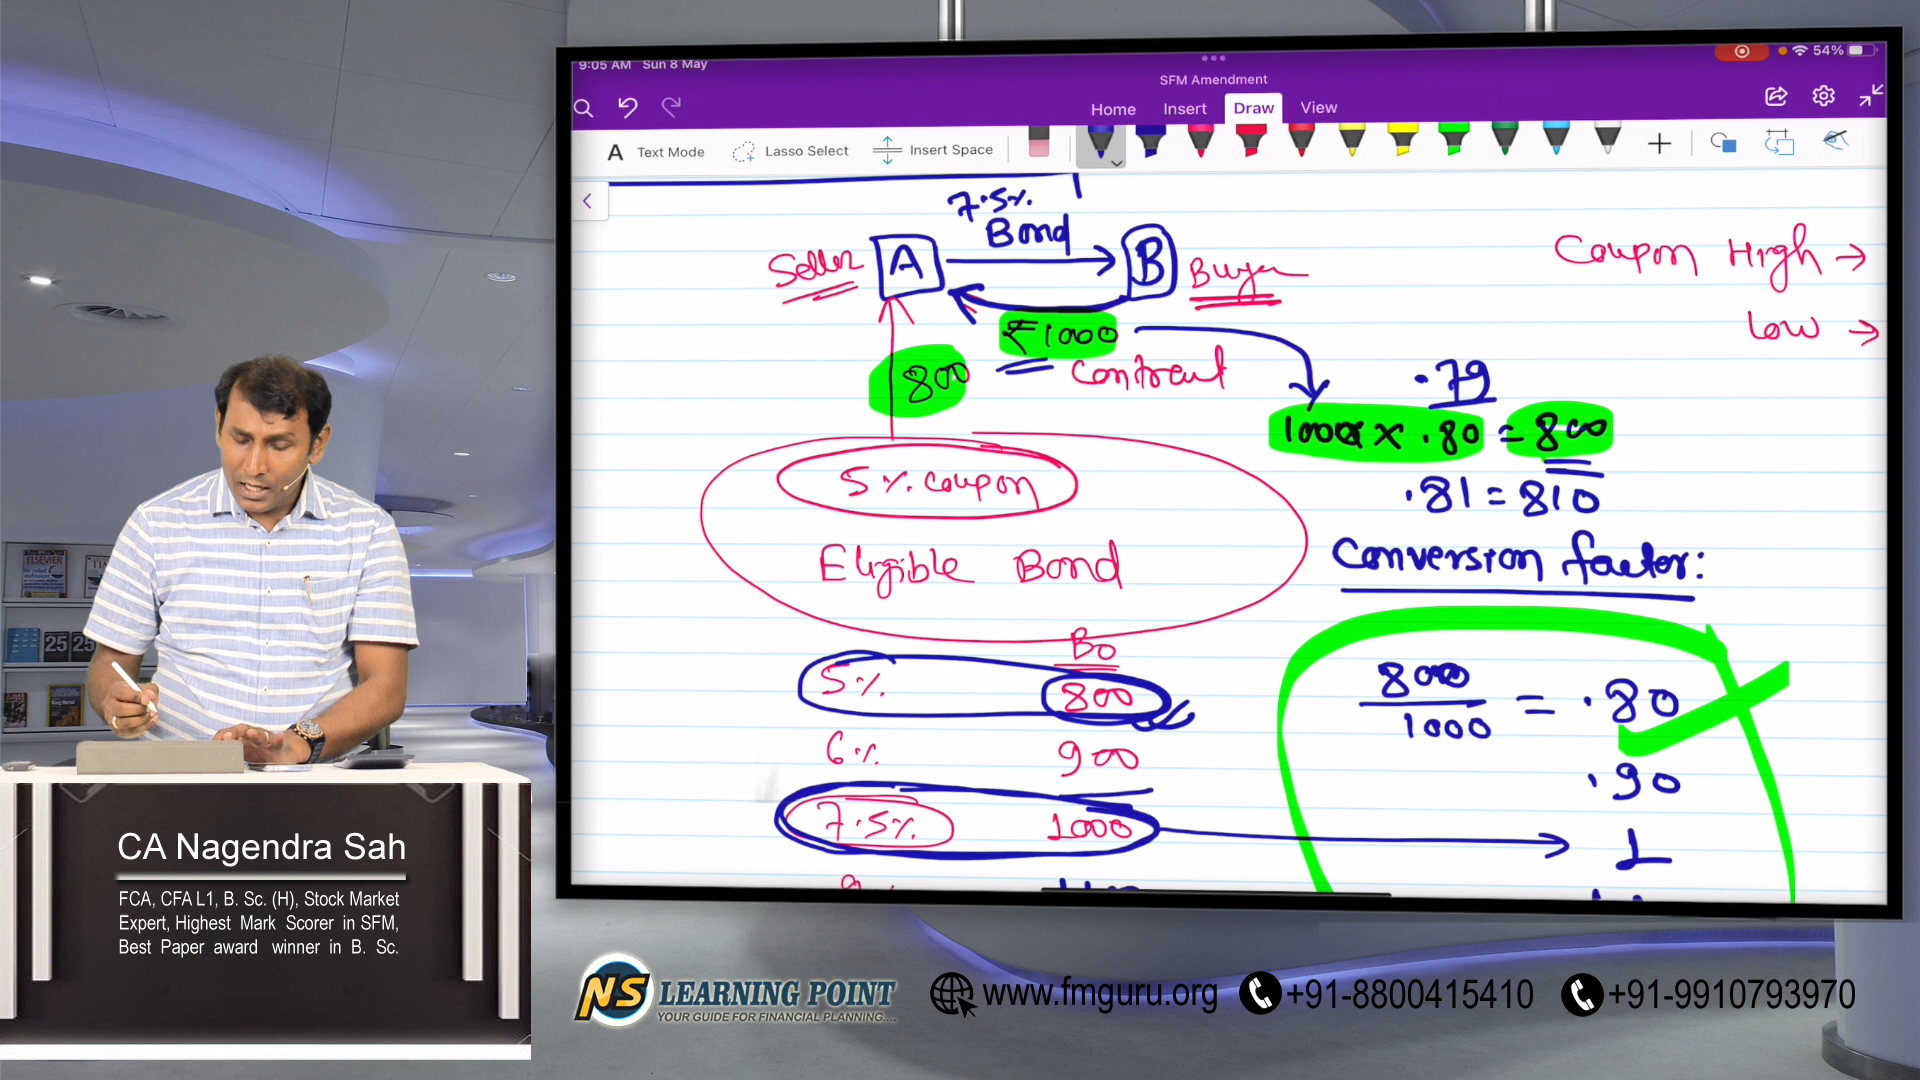 9:05 AM Sun 8 May
54%
SFM Amendment
Home Insert Draw View
A Text Mode Lasso Select Insert Space
7.5%
Bond
Seller A B Buyer
₹1000
800
Contract
Coupon High →
Low →
.79
1000 x .80 = 800
.81 = 810
5% coupon
Eligible Bond
Conversion factor:
B0
5% 800
6% 900
7.5% 1000
800
1000
= .80
.90
1
ELSEVIER
25 25
CA Nagendra Sah
FCA, CFA L1, B. Sc. (H), Stock Market
Expert, Highest Mark Scorer in SFM,
Best Paper award winner in B. Sc.
NS LEARNING POINT
YOUR GUIDE FOR FINANCIAL PLANNING....
www.fmguru.org
+91-8800415410
+91-9910793970